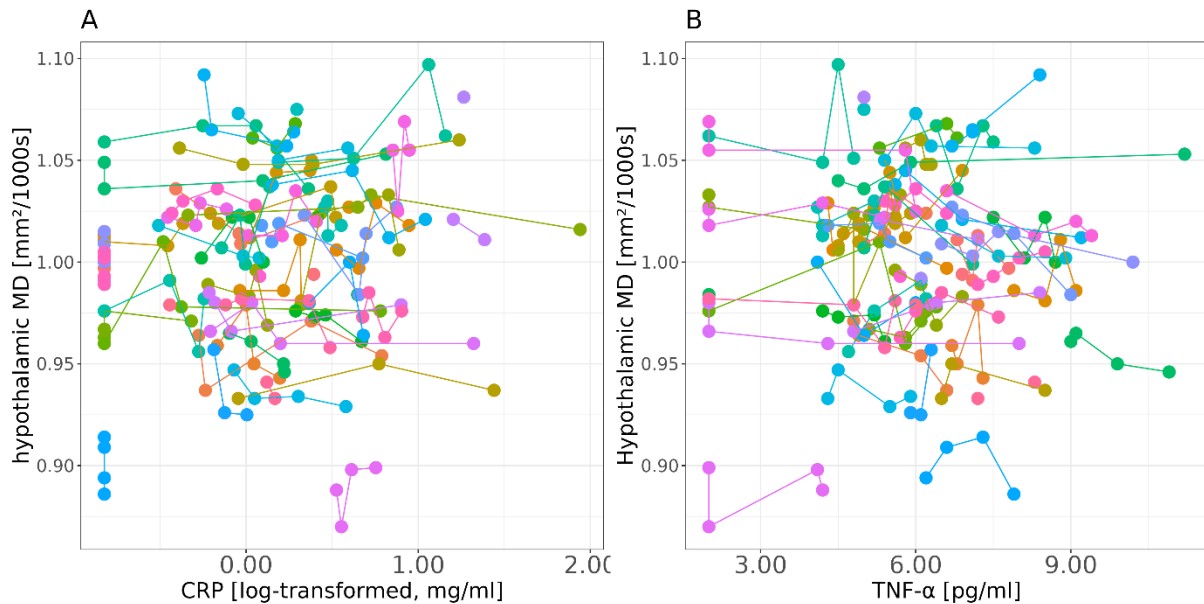 A
B
hypothalamic MD [mm²/1000s]
1.10
1.05
1.00
0.95
0.90
0.00
1.00
2.00
CRP [log-transformed, mg/ml]
Hypothalamic MD [mm²/1000s]
1.10
1.05
1.00
0.95
0.90
3.00
6.00
9.00
TNF-α [pg/ml]